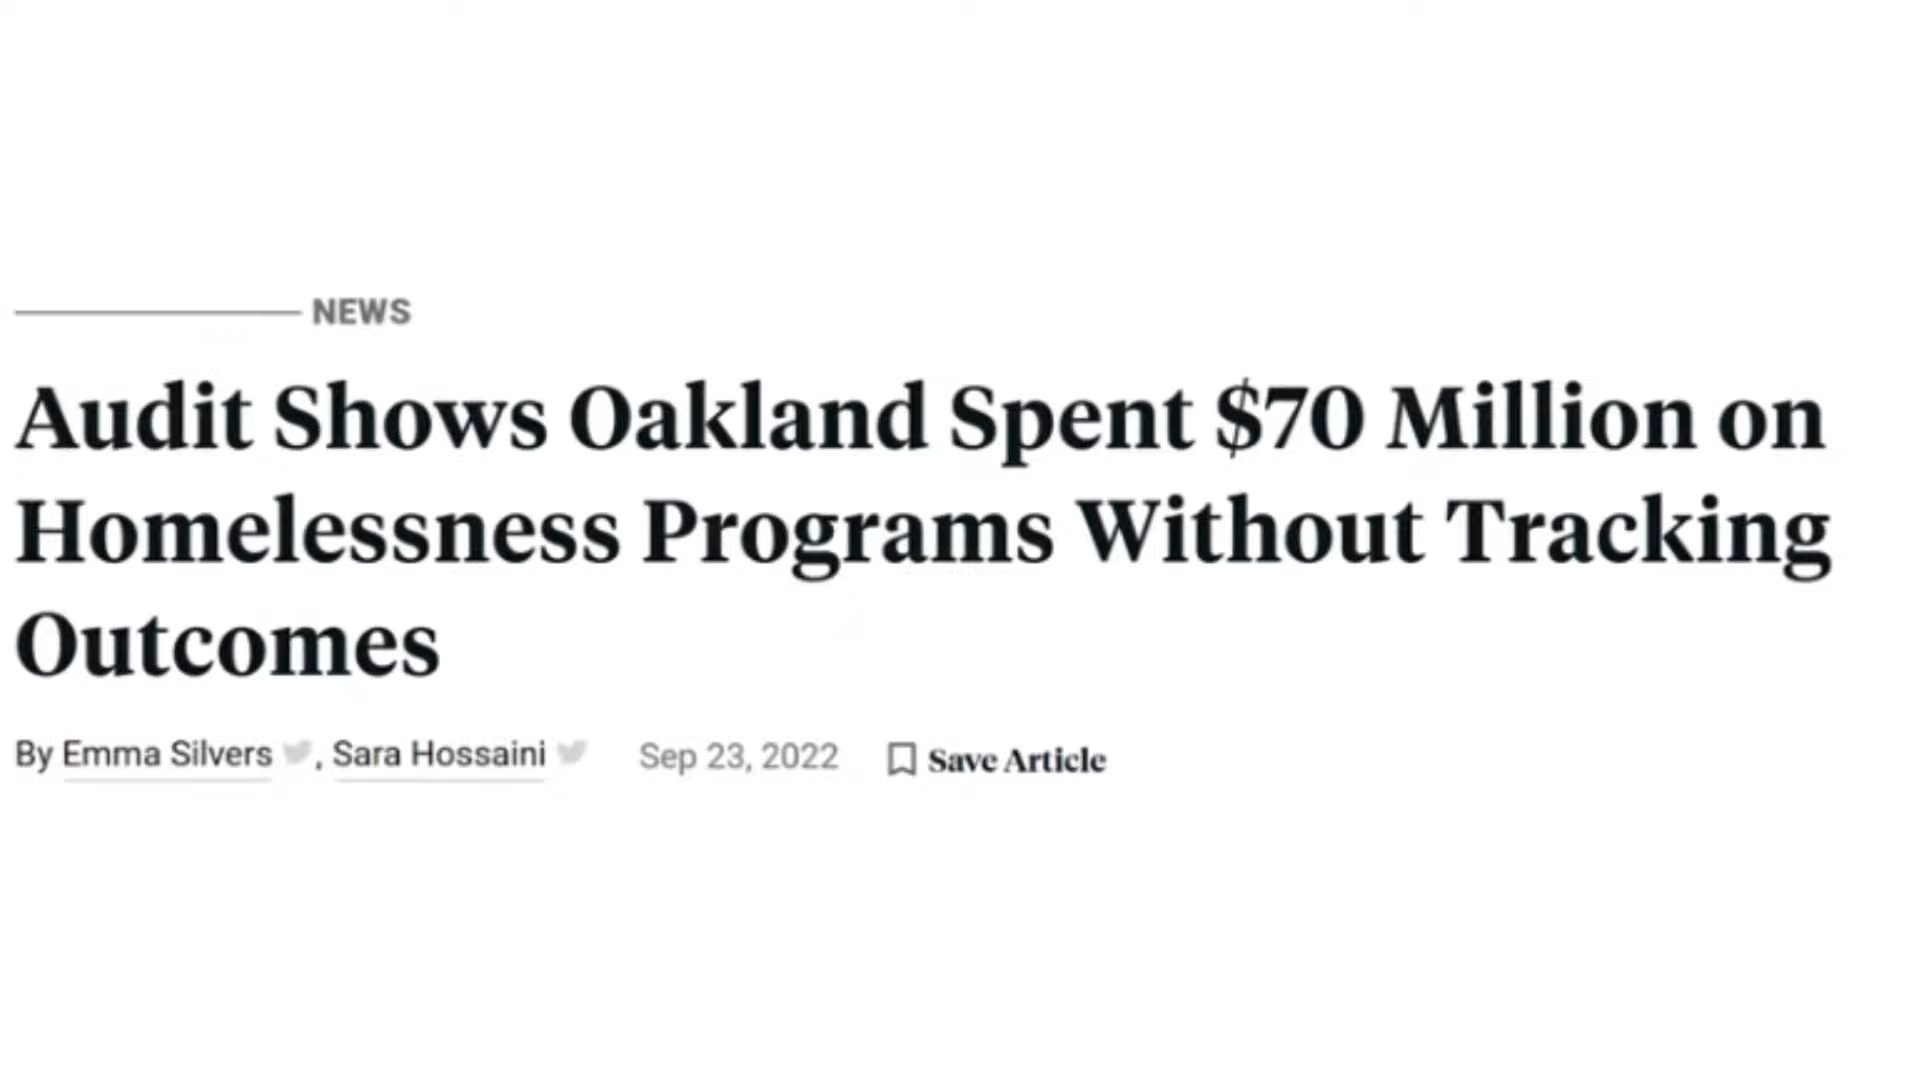 NEWS
Audit Shows Oakland Spent $70 Million on
Homelessness Programs Without Tracking
Outcomes
By Emma Silvers , Sara Hossaini Sep 23, 2022 Save Article